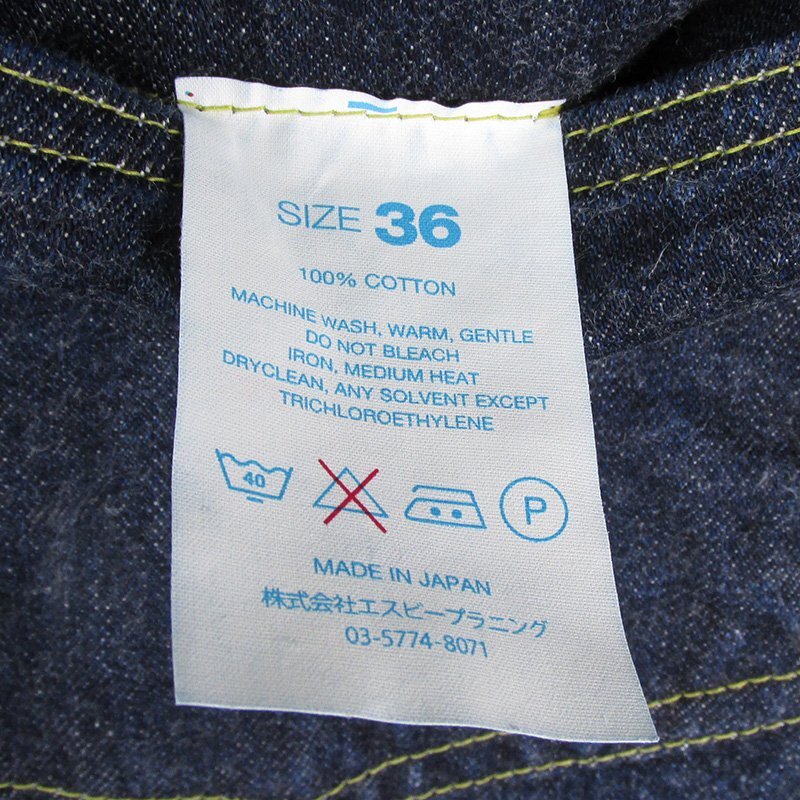 SIZE 36
100% COTTON
MACHINE WASH, WARM, GENTLE
DO NOT BLEACH
IRON, MEDIUM HEAT
DRYCLEAN, ANY SOLVENT EXCEPT
TRICHLOROETHYLENE
40
P
MADE IN JAPAN
株式会社エスピープラニング
03-5774-8071